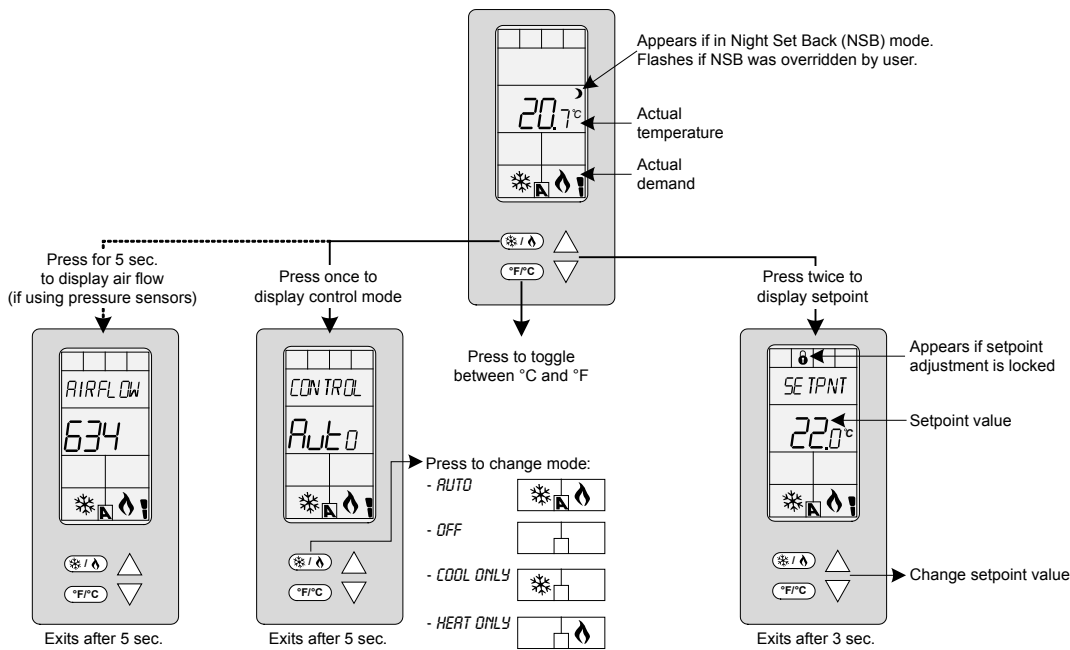 Appears if in Night Set Back (NSB) mode.
Flashes if NSB was overridden by user.
20.7°C
Actual
temperature
Actual
demand
A
/
°F/°C
Press for 5 sec.
to display air flow
(if using pressure sensors)
Press once to
display control mode
Press to toggle
between °C and °F
Press twice to
display setpoint
AIRFLOW
634
A
/
°F/°C
Exits after 5 sec.
CONTROL
Auto
A
/
°F/°C
Exits after 5 sec.
Press to change mode:
- AUTO
A
- OFF
- COOL ONLY
- HEAT ONLY
Appears if setpoint
adjustment is locked
SETPNT
Setpoint value
22.0°C
A
/
°F/°C
Change setpoint value
Exits after 3 sec.